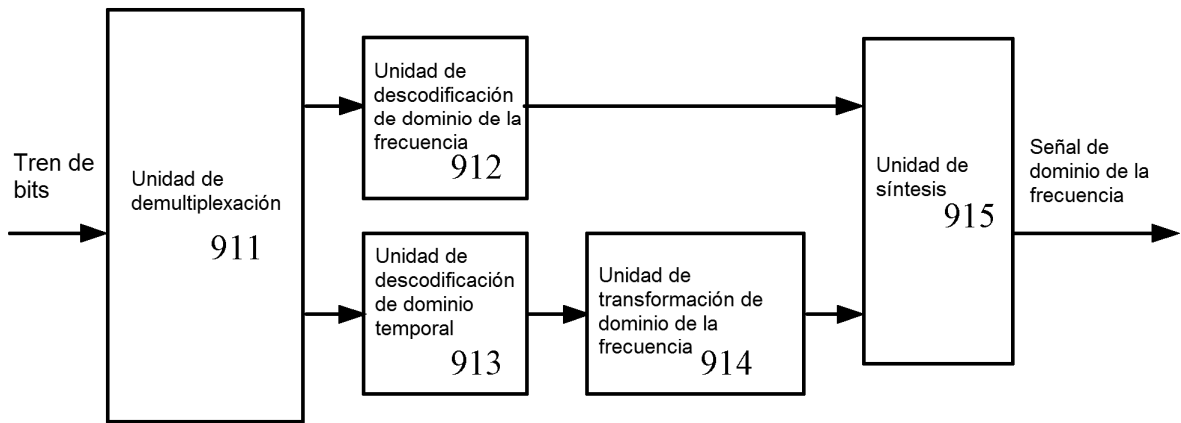 Tren de
bits
Unidad de
demultiplexación
911
Unidad de
descodificación
de dominio de la
frecuencia
912
Unidad de
descodificación
de dominio
temporal
913
Unidad de
transformación de
dominio de la
frecuencia
914
Unidad de
síntesis
915
Señal de
dominio de la
frecuencia